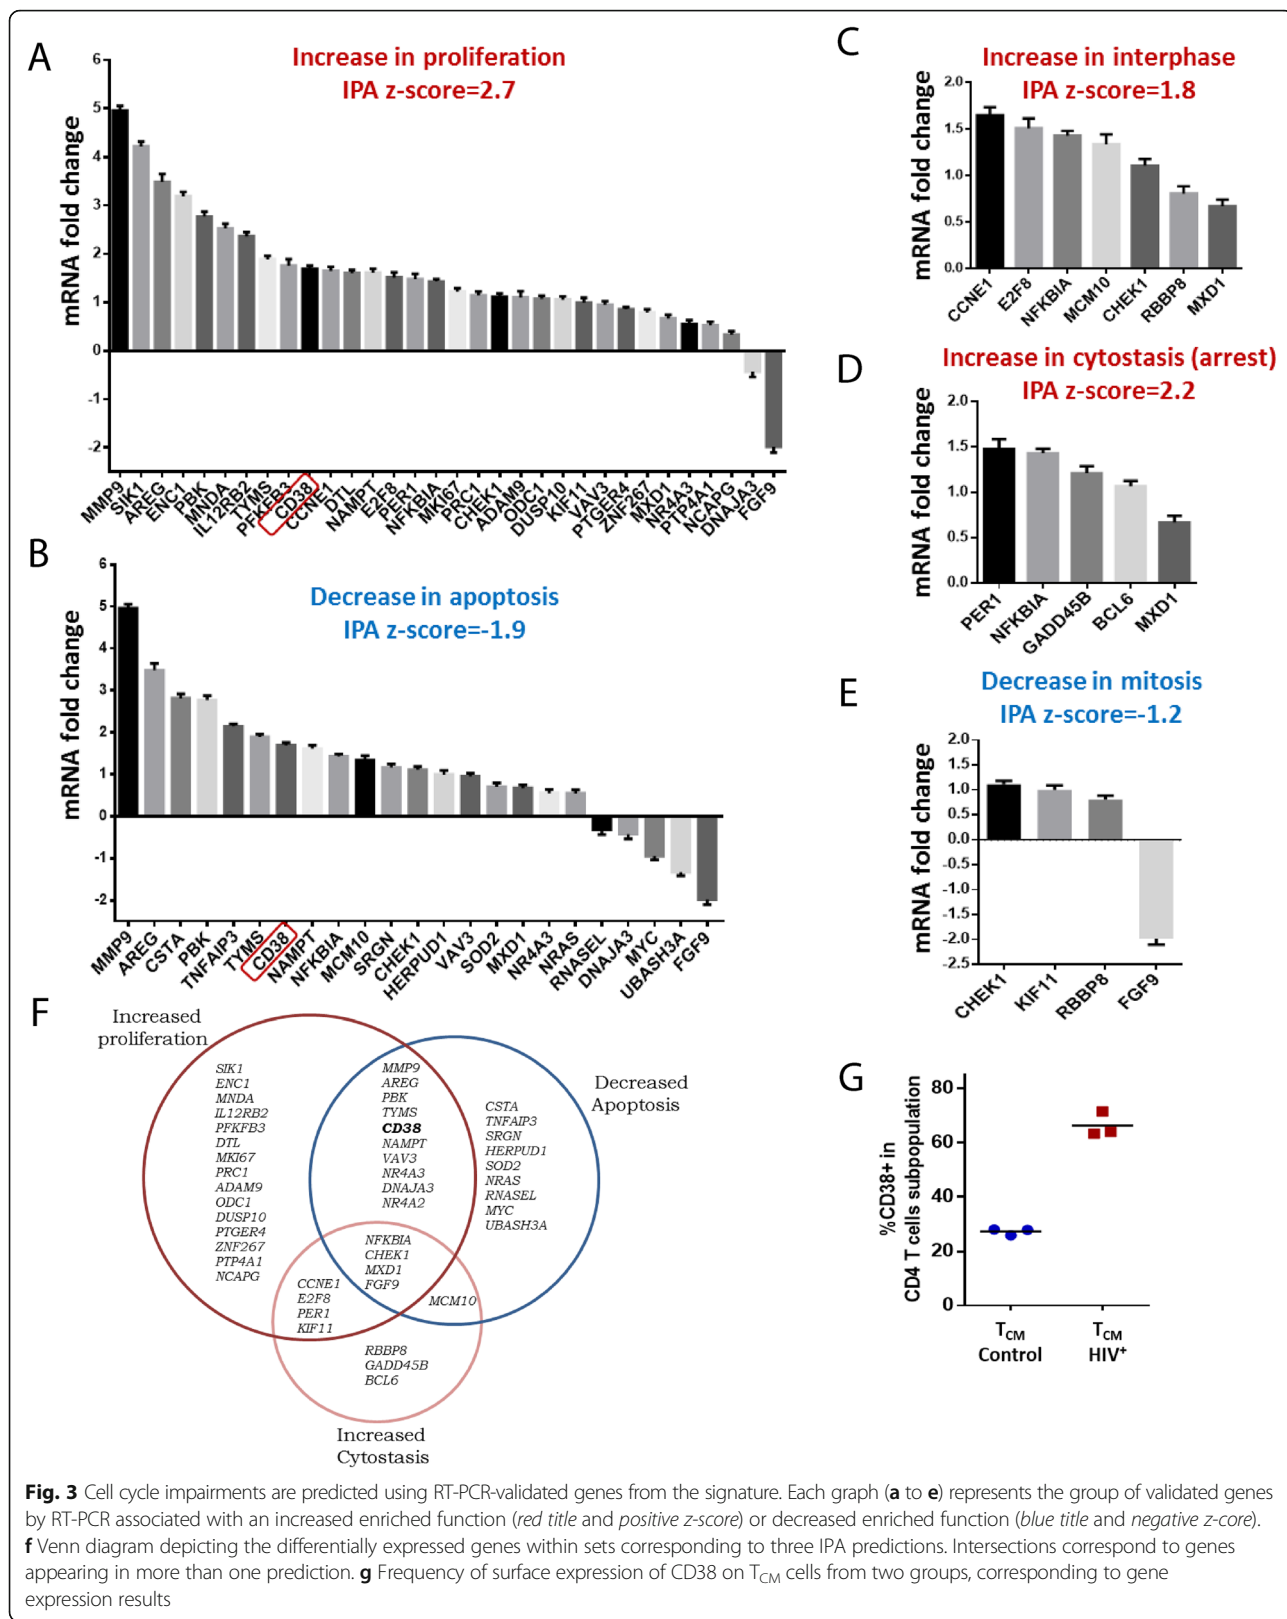 A
Increase in proliferation
IPA z-score=2.7
mRNA fold change
6
5
4
3
2
1
0
-1
-2
MMP9
SIK1
AREG
ENC1
PBK
MNDA
IL12RB2
TYMS
PFKFB3
CD38
CCNE1
DTL
NAMPT
E2F8
PER1
NFKBIA
MKI67
PRC1
CHEK1
ADAM9
ODC1
DUSP10
KIF11
VAV3
PTGER4
ZNF267
MXD1
NR4A3
PTP4A1
NCAPG
DNAJA3
FGF9
B
Decrease in apoptosis
IPA z-score=-1.9
mRNA fold change
6
5
4
3
2
1
0
-1
-2
MMP9
AREG
CSTA
PBK
TNFAIP3
TYMS
CD38
NAMPT
NFKBIA
MCM10
SRGN
CHEK1
HERPUD1
VAV3
SOD2
MXD1
NR4A3
NRAS
RNASEL
DNAJA3
MYC
UBASH3A
FGF9
C
Increase in interphase
IPA z-score=1.8
mRNA fold change
2.0
1.5
1.0
0.5
0.0
CCNE1
E2F8
NFKBIA
MCM10
CHEK1
RBBP8
MXD1
D
Increase in cytostasis (arrest)
IPA z-score=2.2
mRNA fold change
2.0
1.5
1.0
0.5
0.0
PER1
NFKBIA
GADD45B
BCL6
MXD1
E
Decrease in mitosis
IPA z-score=-1.2
mRNA fold change
2.0
1.5
1.0
0.5
0.0
-0.5
-1.0
-1.5
-2.0
-2.5
CHEK1
KIF11
RBBP8
FGF9
F
Increased
proliferation
SIK1
ENC1
MNDA
IL12RB2
PFKFB3
DTL
MKI67
PRC1
ADAM9
ODC1
DUSP10
PTGER4
ZNF267
PTP4A1
NCAPG
MMP9
AREG
PBK
TYMS
CD38
NAMPT
VAV3
NR4A3
DNAJA3
NR4A2
Decreased
Apoptosis
CSTA
TNFAIP3
SRGN
HERPUD1
SOD2
NRAS
RNASEL
MYC
UBASH3A
NFKBIA
CHEK1
MXD1
FGF9
CCNE1
E2F8
PER1
KIF11
MCM10
RBBP8
GADD45B
BCL6
Increased
Cytostasis
G
%CD38+ in
CD4 T cells subpopulation
80
60
40
20
0
TCM
Control
TCM
HIV+
Fig. 3 Cell cycle impairments are predicted using RT-PCR-validated genes from the signature. Each graph (a to e) represents the group of validated genes
by RT-PCR associated with an increased enriched function (red title and positive z-score) or decreased enriched function (blue title and negative z-core).
f Venn diagram depicting the differentially expressed genes within sets corresponding to three IPA predictions. Intersections correspond to genes
appearing in more than one prediction. g Frequency of surface expression of CD38 on TCM cells from two groups, corresponding to gene
expression results